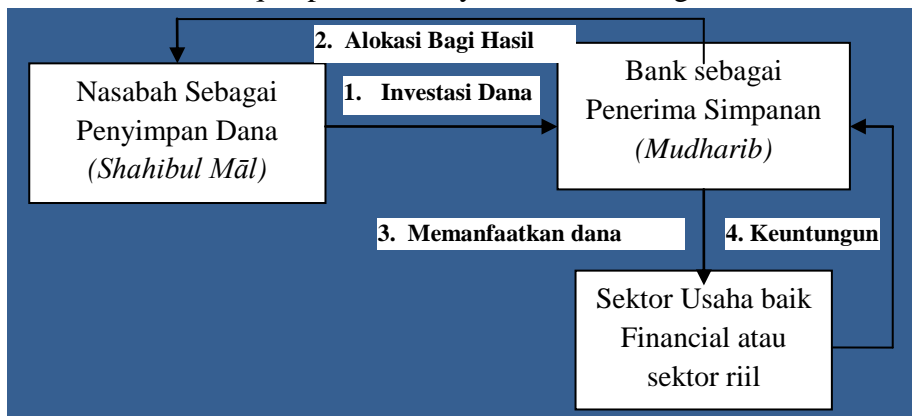 2. Alokasi Bagi Hasil
Nasabah Sebagai
Penyimpan Dana
(Shahibul Māl)
1. Investasi Dana
Bank sebagai
Penerima Simpanan
(Mudharib)
3. Memanfaatkan dana
4. Keuntungun
Sektor Usaha baik
Financial atau
sektor riil